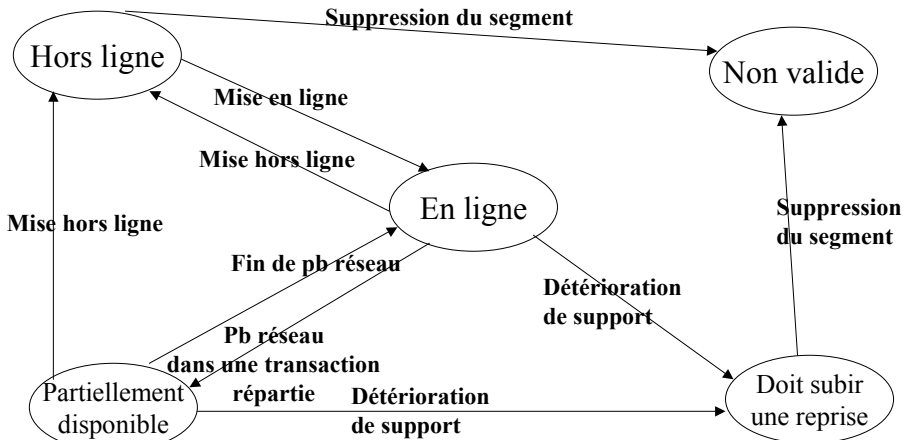 Suppression du segment
Hors ligne
Non valide
Mise en ligne
Mise hors ligne
En ligne
Mise hors ligne
Suppression
du segment
Fin de pb réseau
Détérioration
de support
Pb réseau
dans une transaction
répartie
Partiellement
disponible
Détérioration
de support
Doit subir
une reprise